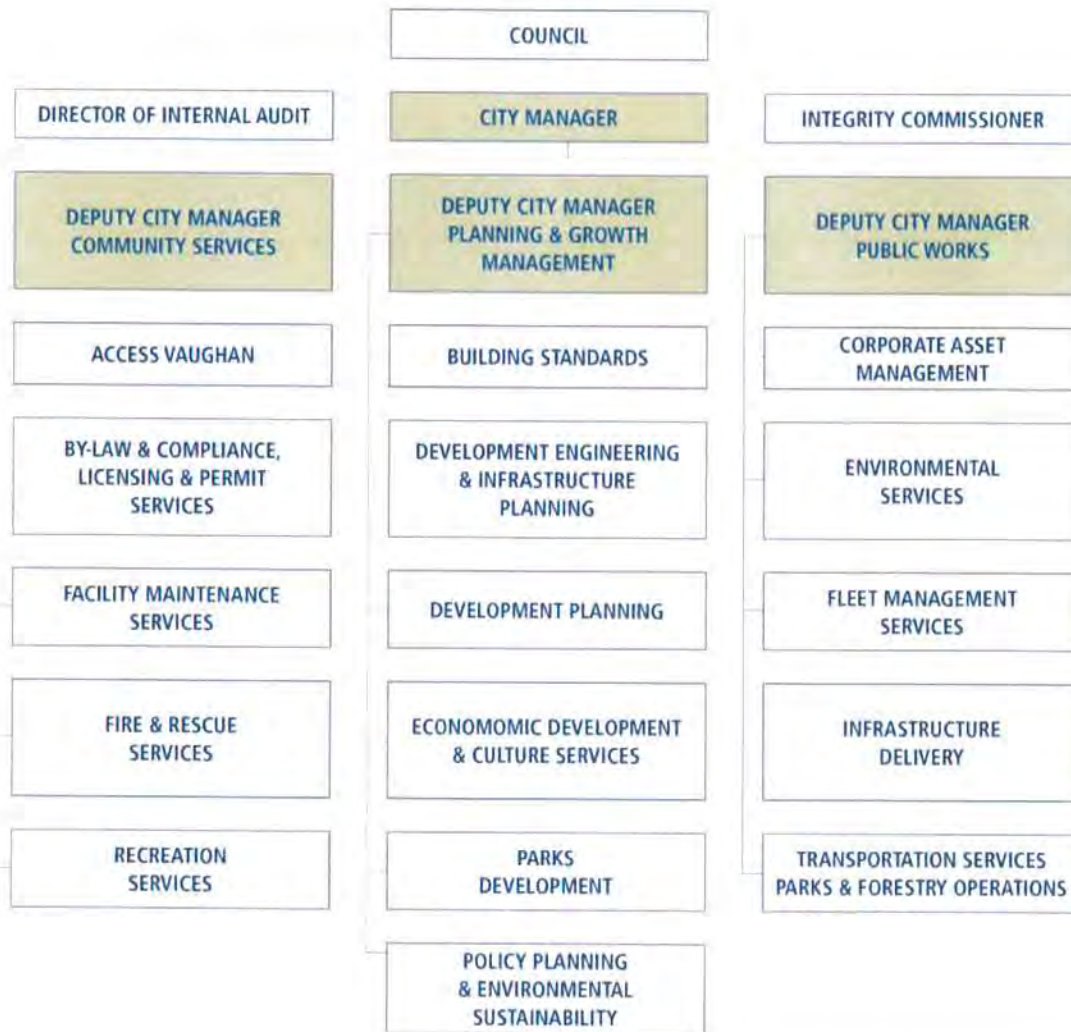 COUNCIL
DIRECTOR OF INTERNAL AUDIT
CITY MANAGER
INTEGRITY COMMISSIONER
DEPUTY CITY MANAGER
COMMUNITY SERVICES
DEPUTY CITY MANAGER
PLANNING & GROWTH
MANAGEMENT
DEPUTY CITY MANAGER
PUBLIC WORKS
ACCESS VAUGHAN
BUILDING STANDARDS
CORPORATE ASSET
MANAGEMENT
BY-LAW & COMPLIANCE,
LICENSING & PERMIT
SERVICES
DEVELOPMENT ENGINEERING
& INFRASTRUCTURE
PLANNING
ENVIRONMENTAL
SERVICES
FACILITY MAINTENANCE
SERVICES
DEVELOPMENT PLANNING
FLEET MANAGEMENT
SERVICES
FIRE & RESCUE
SERVICES
ECONOMOMIC DEVELOPMENT
& CULTURE SERVICES
INFRASTRUCTURE
DELIVERY
RECREATION
SERVICES
PARKS
DEVELOPMENT
TRANSPORTATION SERVICES
PARKS & FORESTRY OPERATIONS
POLICY PLANNING
& ENVIRONMENTAL
SUSTAINABILITY